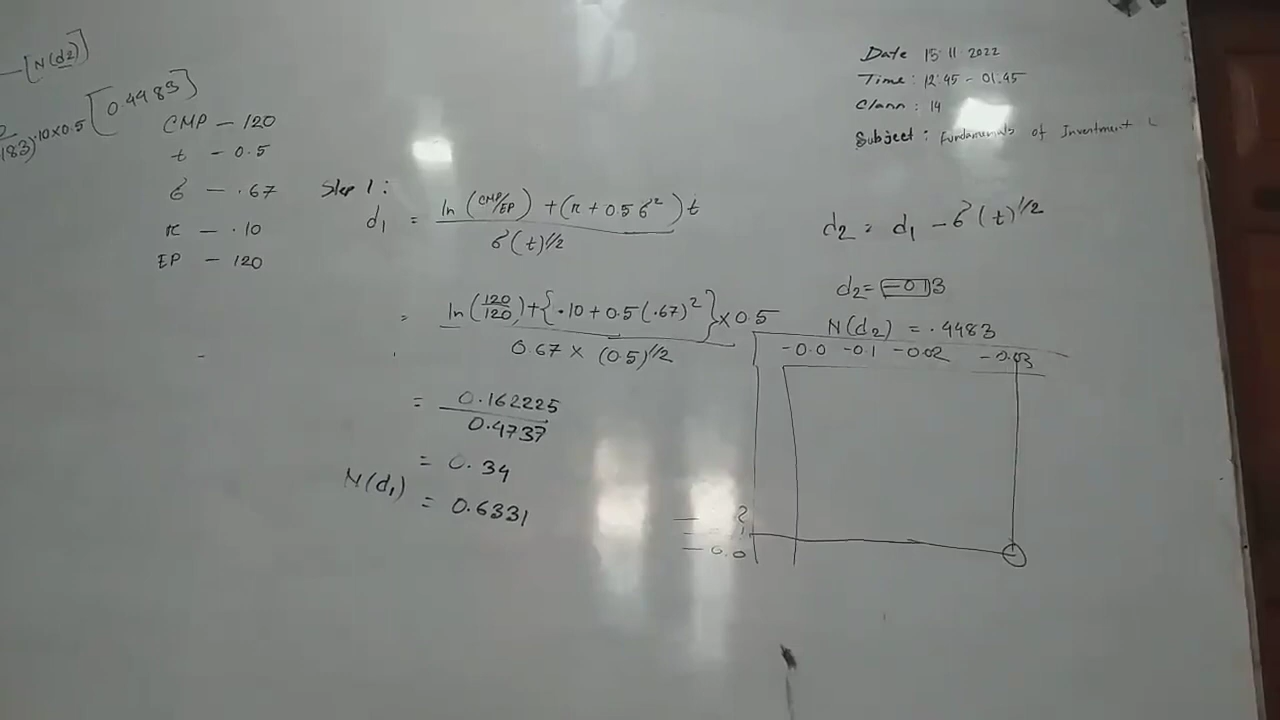 – [N(d2)]
183) .10×0.5 [0.4483]
CMP – 120
t – 0.5
σ – .67
r – .10
EP – 120
Step 1:
d1 = ln (CMP/EP) + (r + 0.5 σ²) t
σ (t)^1/2
= ln (120/120) + {.10 + 0.5 (.67)²} × 0.5
0.67 × (0.5)^1/2
= 0.162225
0.4737
= 0.34
N(d1) = 0.6331
Date 15.11.2022
Time: 12:45 – 01.45
Class: 14
Subject: Fundamentals of Investment
d2 = d1 – σ (t)^1/2
d2 = –0.13
N(d2) = .4483
-0.0 -0.1 -0.02 -0.03
2
1
0.0